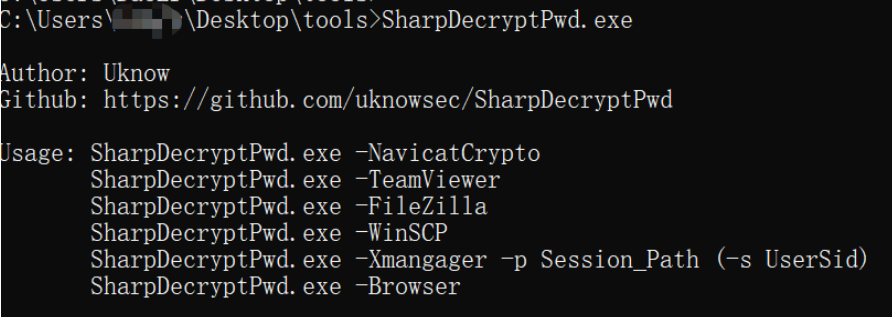 C:\Users\ \Desktop\tools>SharpDecryptPwd.exe
Author: Uknow
Github: https://github.com/uknowsec/SharpDecryptPwd
Usage: SharpDecryptPwd.exe -NavicatCrypto
SharpDecryptPwd.exe -TeamViewer
SharpDecryptPwd.exe -FileZilla
SharpDecryptPwd.exe -WinSCP
SharpDecryptPwd.exe -Xmangager -p Session_Path (-s UserSid)
SharpDecryptPwd.exe -Browser